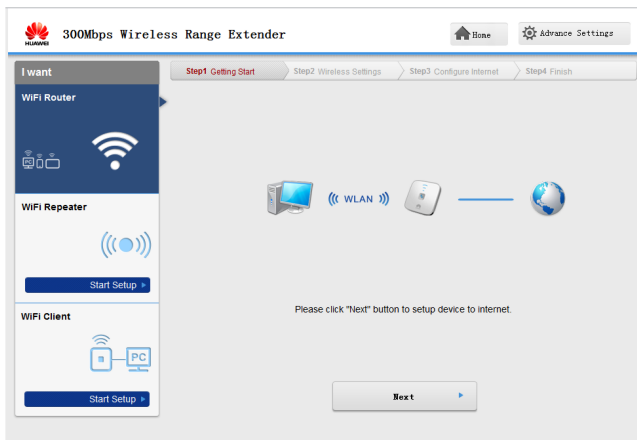 HUAWEI
300Mbps Wireless Range Extender
Home
Advance Settings
I want
Step1 Getting Start
Step2 Wireless Settings
Step3 Configure Internet
Step4 Finish
WiFi Router
((( WLAN )))
WiFi Repeater
Start Setup
WiFi Client
PC
Start Setup
Please click "Next" button to setup device to internet.
Next